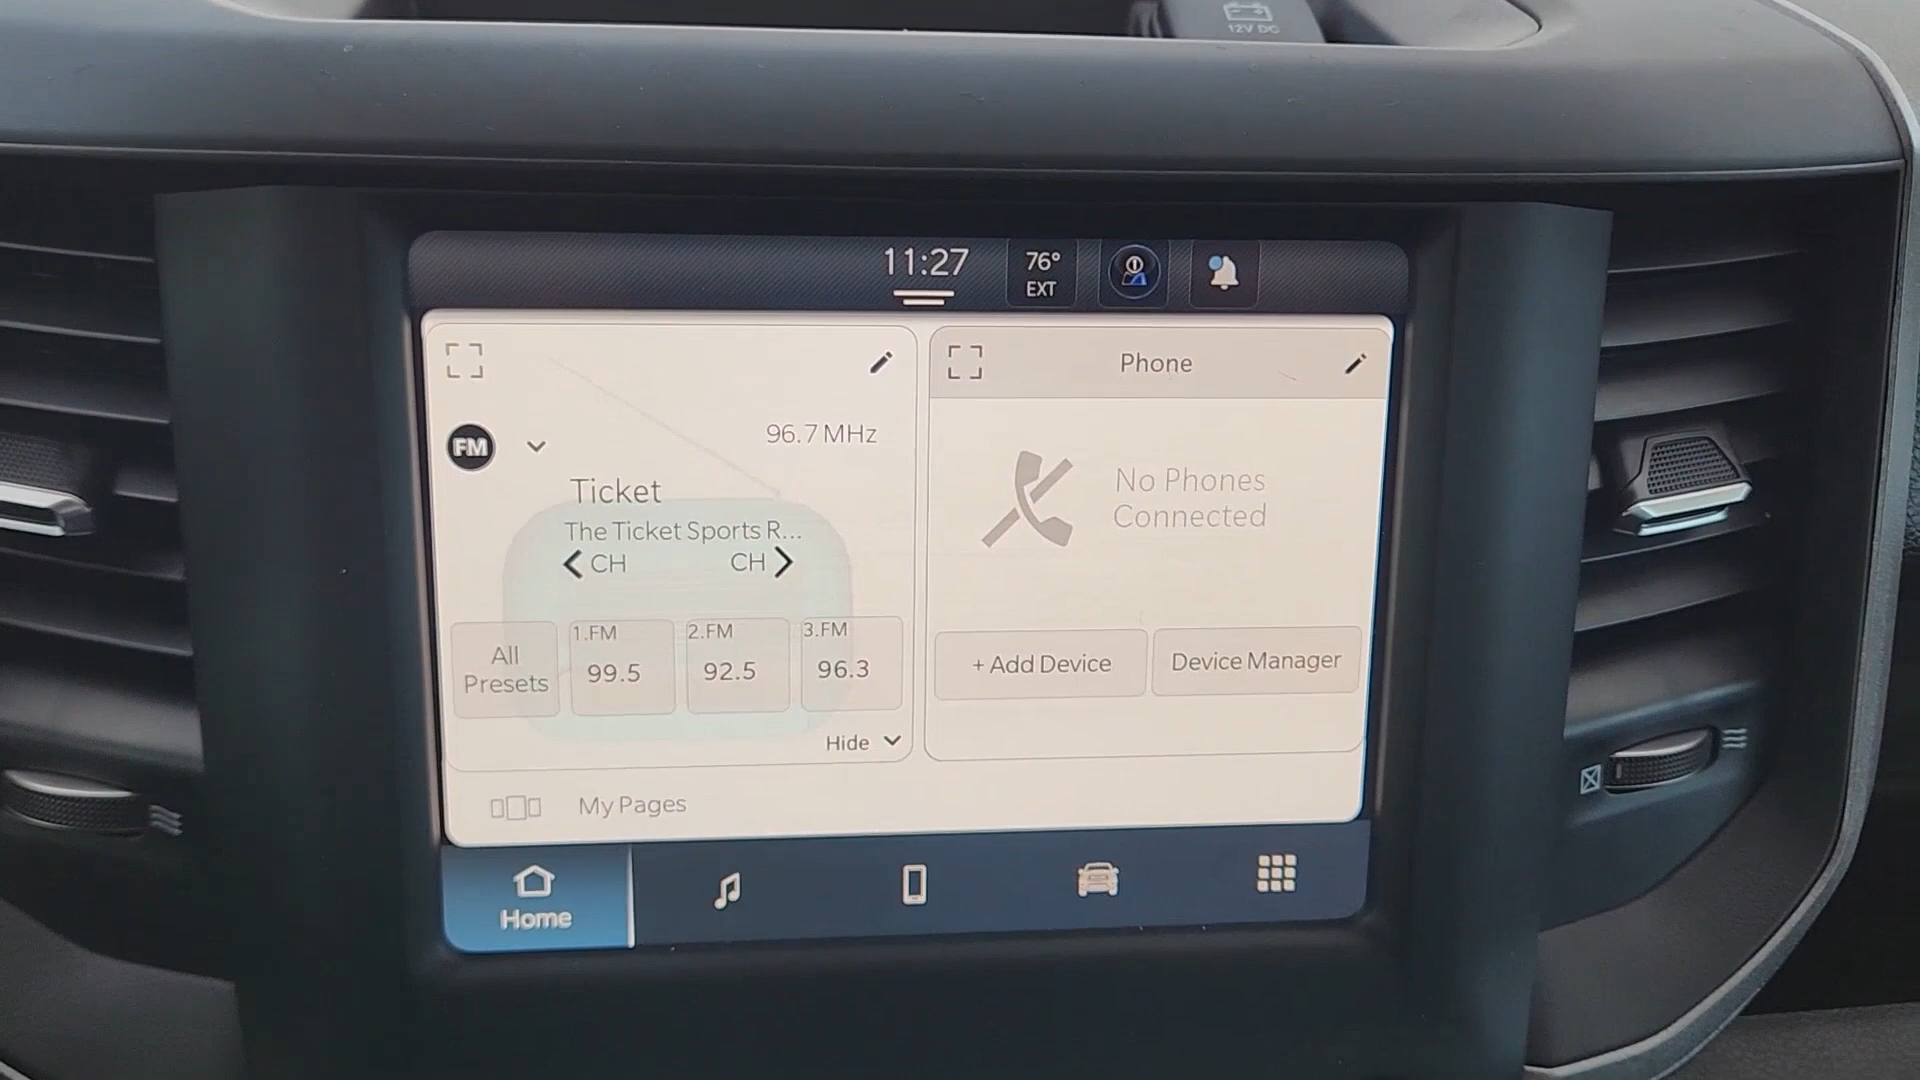 12V DC
11:27
76°
EXT
96.7 MHz
FM
Ticket
The Ticket Sports R...
CH
CH
All
Presets
1.FM
99.5
2.FM
92.5
3.FM
96.3
Hide
Phone
No Phones
Connected
+ Add Device
Device Manager
My Pages
Home